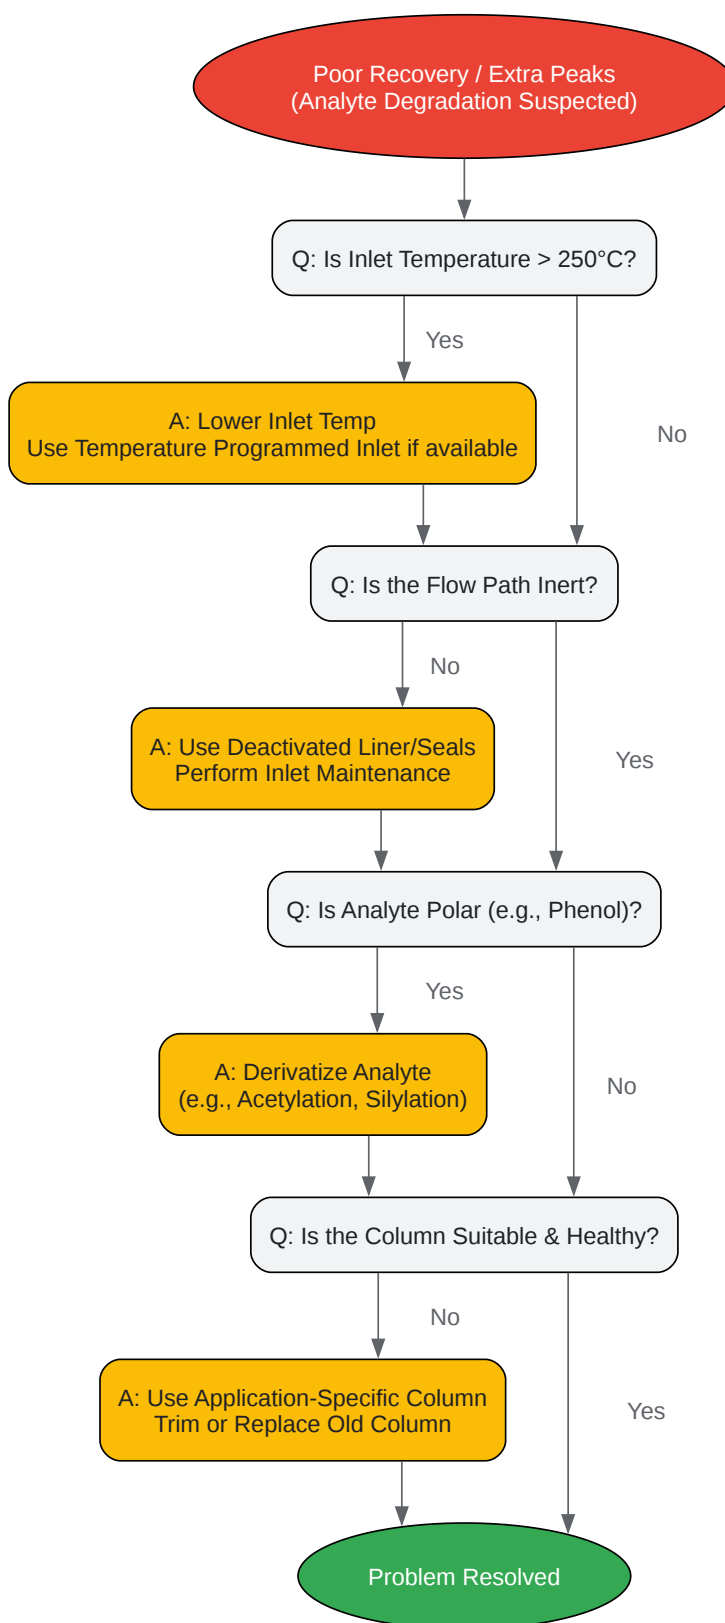 Poor Recovery / Extra Peaks
(Analyte Degradation Suspected)
Q: Is Inlet Temperature > 250°C?
Yes
A: Lower Inlet Temp
Use Temperature Programmed Inlet if available
No
Q: Is the Flow Path Inert?
No
A: Use Deactivated Liner/Seals
Perform Inlet Maintenance
Yes
Q: Is Analyte Polar (e.g., Phenol)?
Yes
A: Derivatize Analyte
(e.g., Acetylation, Silylation)
No
Q: Is the Column Suitable & Healthy?
No
A: Use Application-Specific Column
Trim or Replace Old Column
Yes
Problem Resolved